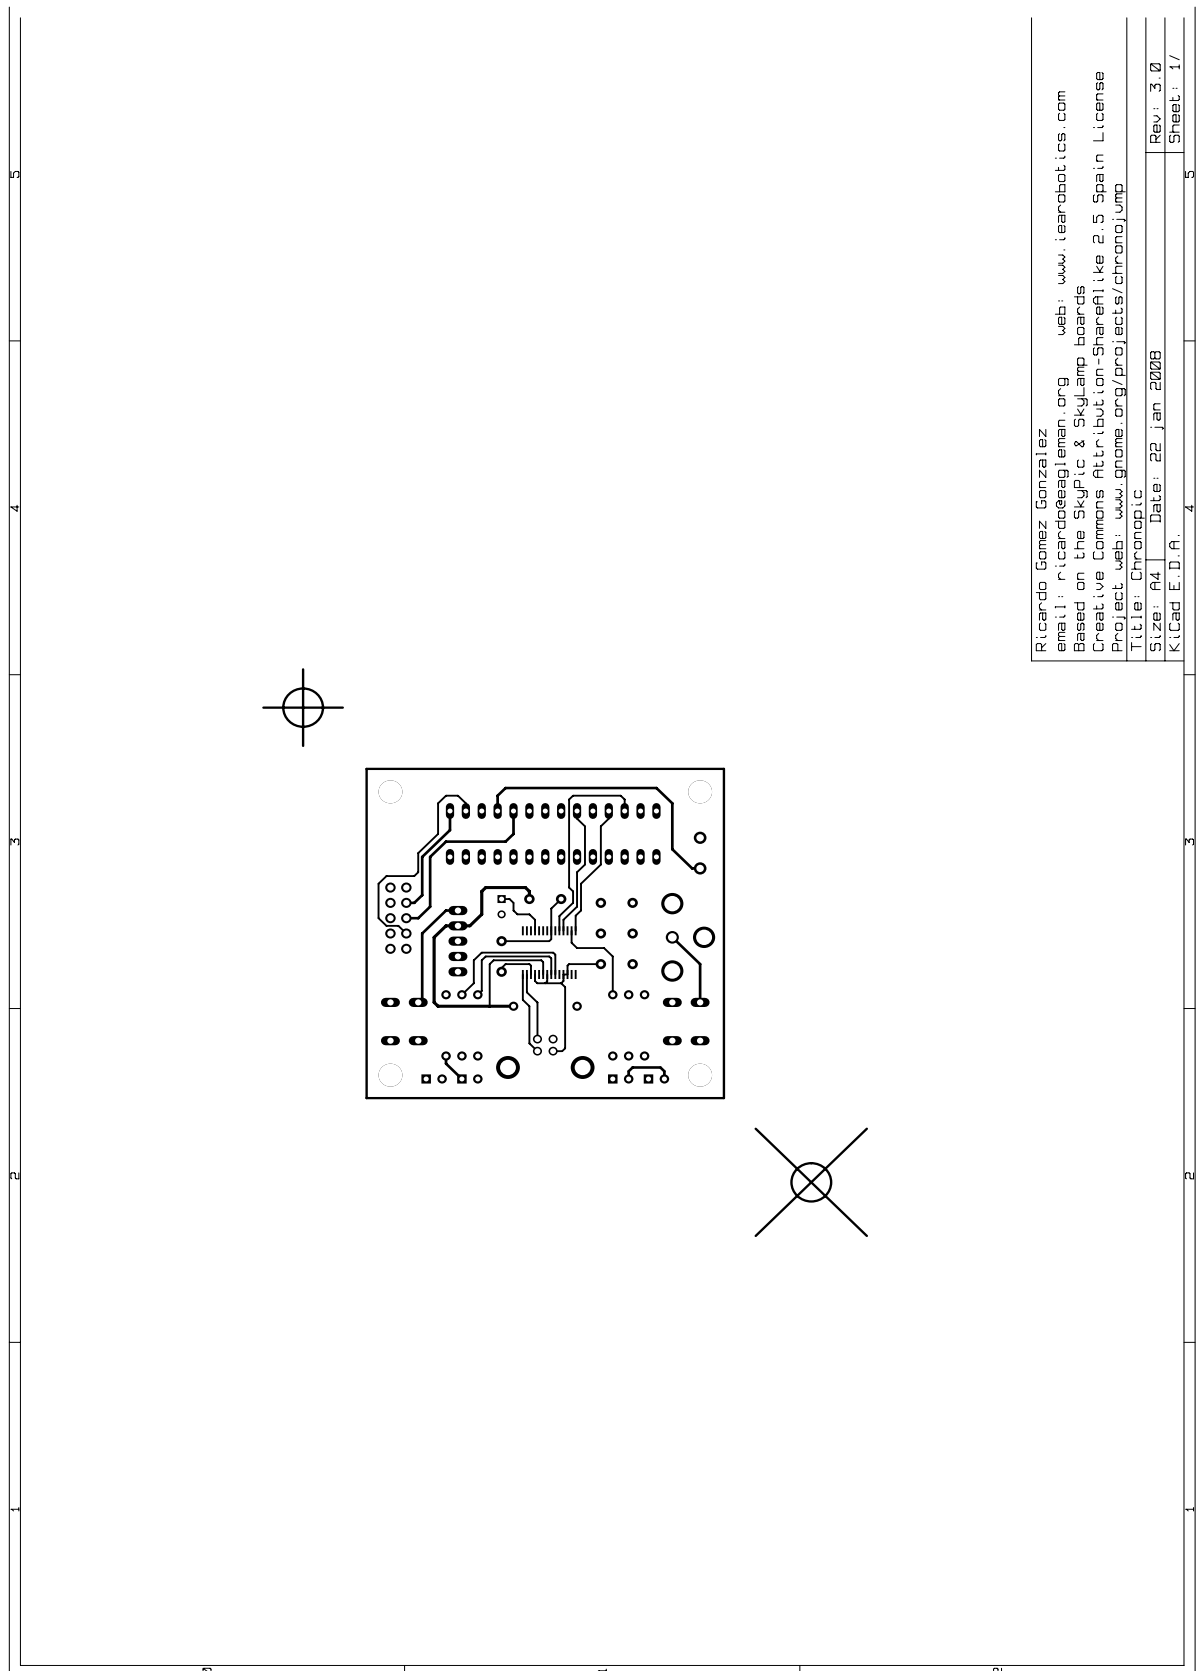 Ricardo Gomez Gonzalez
email: ricardo@eagleman.org web: www.iearobotics.com
Based on the SkyPic & SkyLamp boards
Creative Commons Attribution-ShareAlike 2.5 Spain License
Project web: www.gnome.org/projects/chronojump
Title: Chronopic
Size: A4 Date: 22 jan 2008 Rev: 3.0
KiCad E.D.A. Sheet: 1/
5
4
3
2
1
5
4
3
2
1